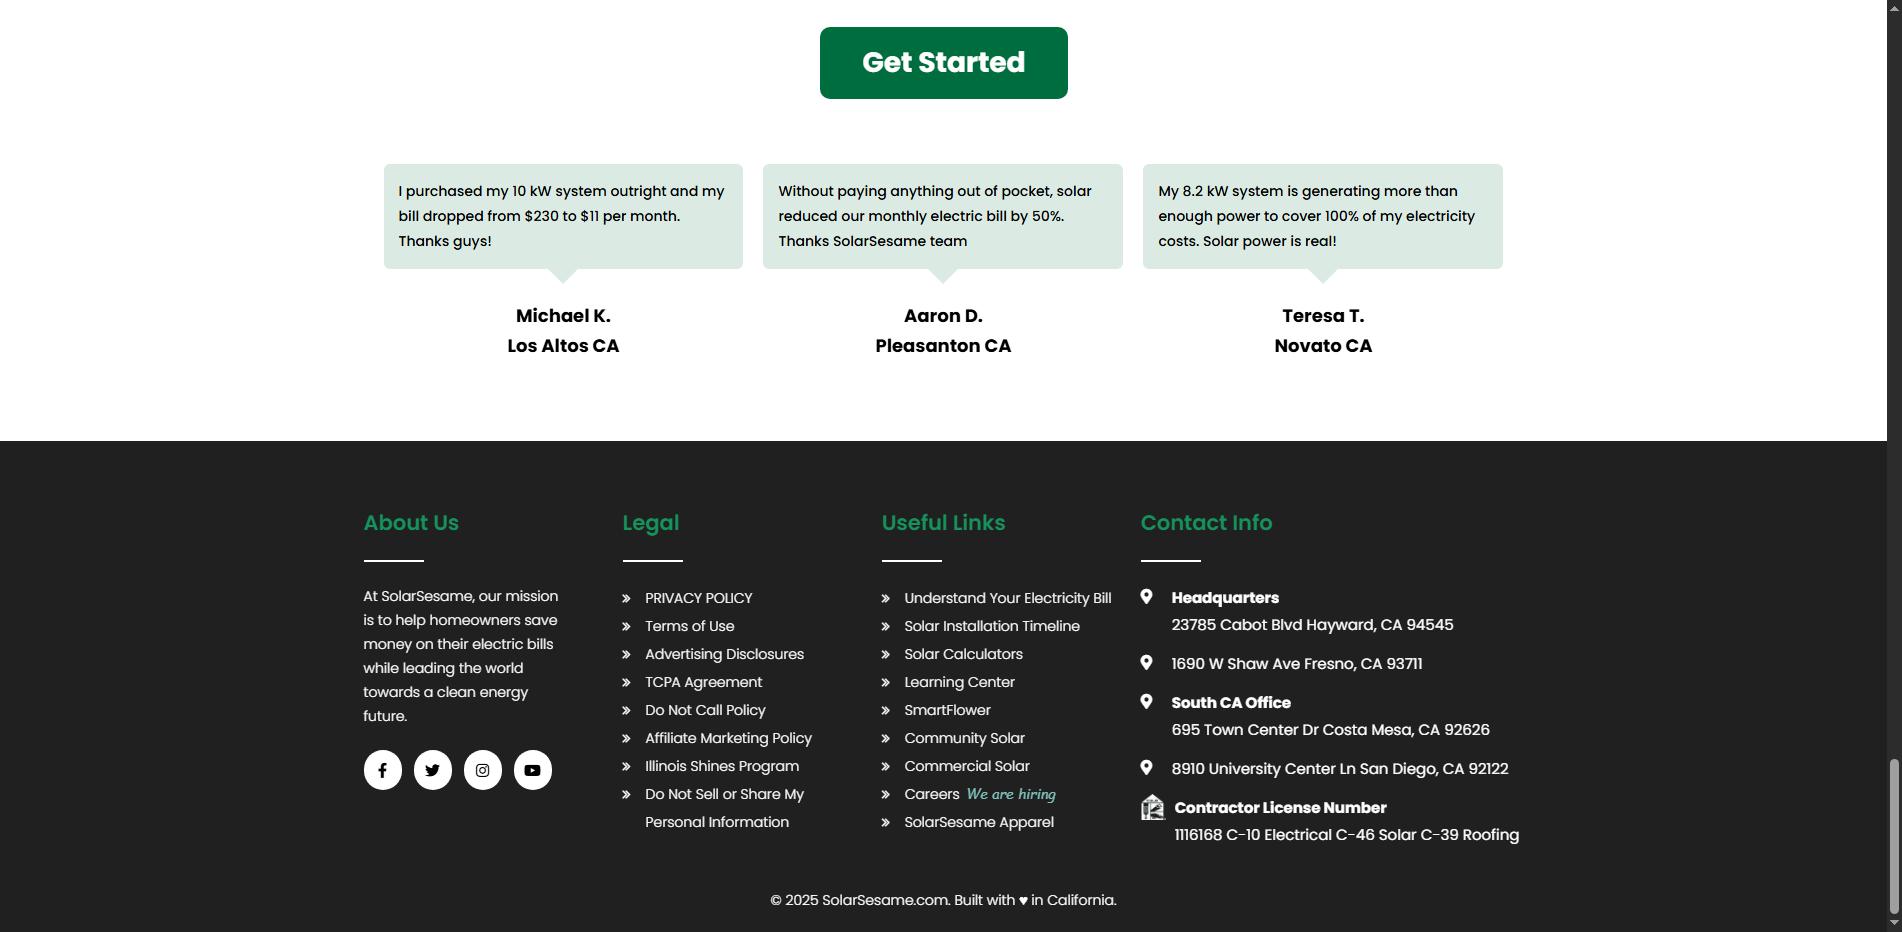 Get Started
I purchased my 10 kW system outright and my
bill dropped from $230 to $11 per month.
Thanks guys!
Michael K.
Los Altos CA
Without paying anything out of pocket, solar
reduced our monthly electric bill by 50%.
Thanks SolarSesame team
Aaron D.
Pleasanton CA
My 8.2 kW system is generating more than
enough power to cover 100% of my electricity
costs. Solar power is real!
Teresa T.
Novato CA
About Us
At SolarSesame, our mission
is to help homeowners save
money on their electric bills
while leading the world
towards a clean energy
future.
Legal
PRIVACY POLICY
Terms of Use
Advertising Disclosures
TCPA Agreement
Do Not Call Policy
Affiliate Marketing Policy
Illinois Shines Program
Do Not Sell or Share My
Personal Information
Useful Links
Understand Your Electricity Bill
Solar Installation Timeline
Solar Calculators
Learning Center
SmartFlower
Community Solar
Commercial Solar
Careers We are hiring
SolarSesame Apparel
Contact Info
Headquarters
23785 Cabot Blvd Hayward, CA 94545
1690 W Shaw Ave Fresno, CA 93711
South CA Office
695 Town Center Dr Costa Mesa, CA 92626
8910 University Center Ln San Diego, CA 92122
Contractor License Number
1116168 C-10 Electrical C-46 Solar C-39 Roofing
© 2025 SolarSesame.com. Built with ♥ in California.